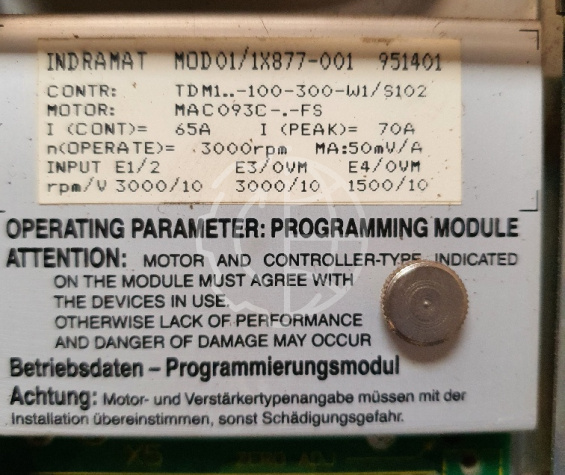 INDRAMAT MOD01/1X877-001 951401
CONTR: TDM1..-100-300-W1/S102
MOTOR: MAC093C-.-FS
I (CONT)= 65A I (PEAK)= 70A
n(OPERATE)= 3000rpm MA:50mV/A
INPUT E1/2 E3/OVM E4/OVM
rpm/V 3000/10 3000/10 1500/10
OPERATING PARAMETER: PROGRAMMING MODULE
ATTENTION: MOTOR AND CONTROLLER-TYPE INDICATED
ON THE MODULE MUST AGREE WITH
THE DEVICES IN USE.
OTHERWISE LACK OF PERFORMANCE
AND DANGER OF DAMAGE MAY OCCUR
Betriebsdaten – Programmierungsmodul
Achtung: Motor- und Verstärkertypenangabe müssen mit der
Installation übereinstimmen, sonst Schädigungsgefahr.
X5 ZERO ADJ